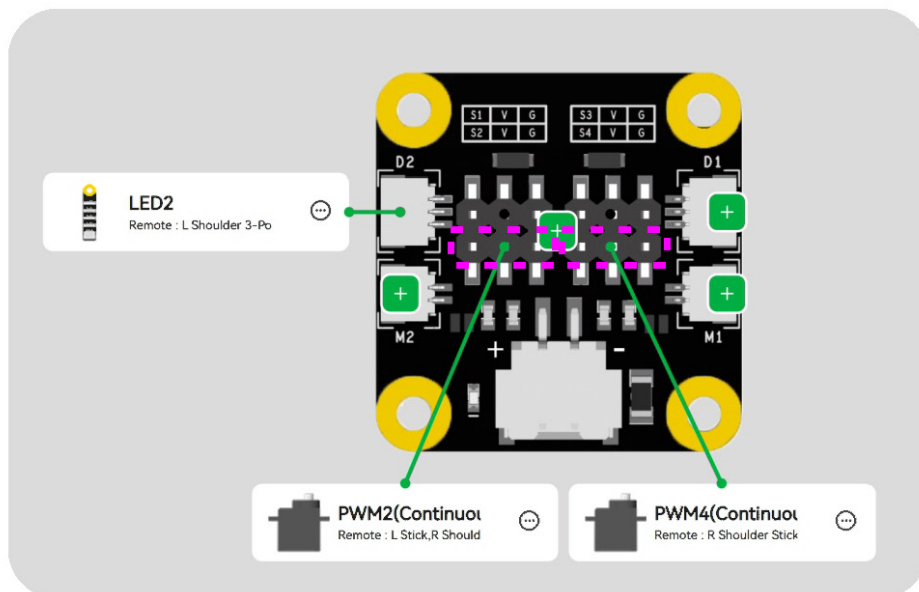 S1 V G
S2 V G
S3 V G
S4 V G
D2
D1
LED2
Remote : L Shoulder 3-Po
M2
M1
+ -
PWM2(Continuou
Remote : L Stick,R Should
PWM4(Continuou
Remote : R Shoulder Stick